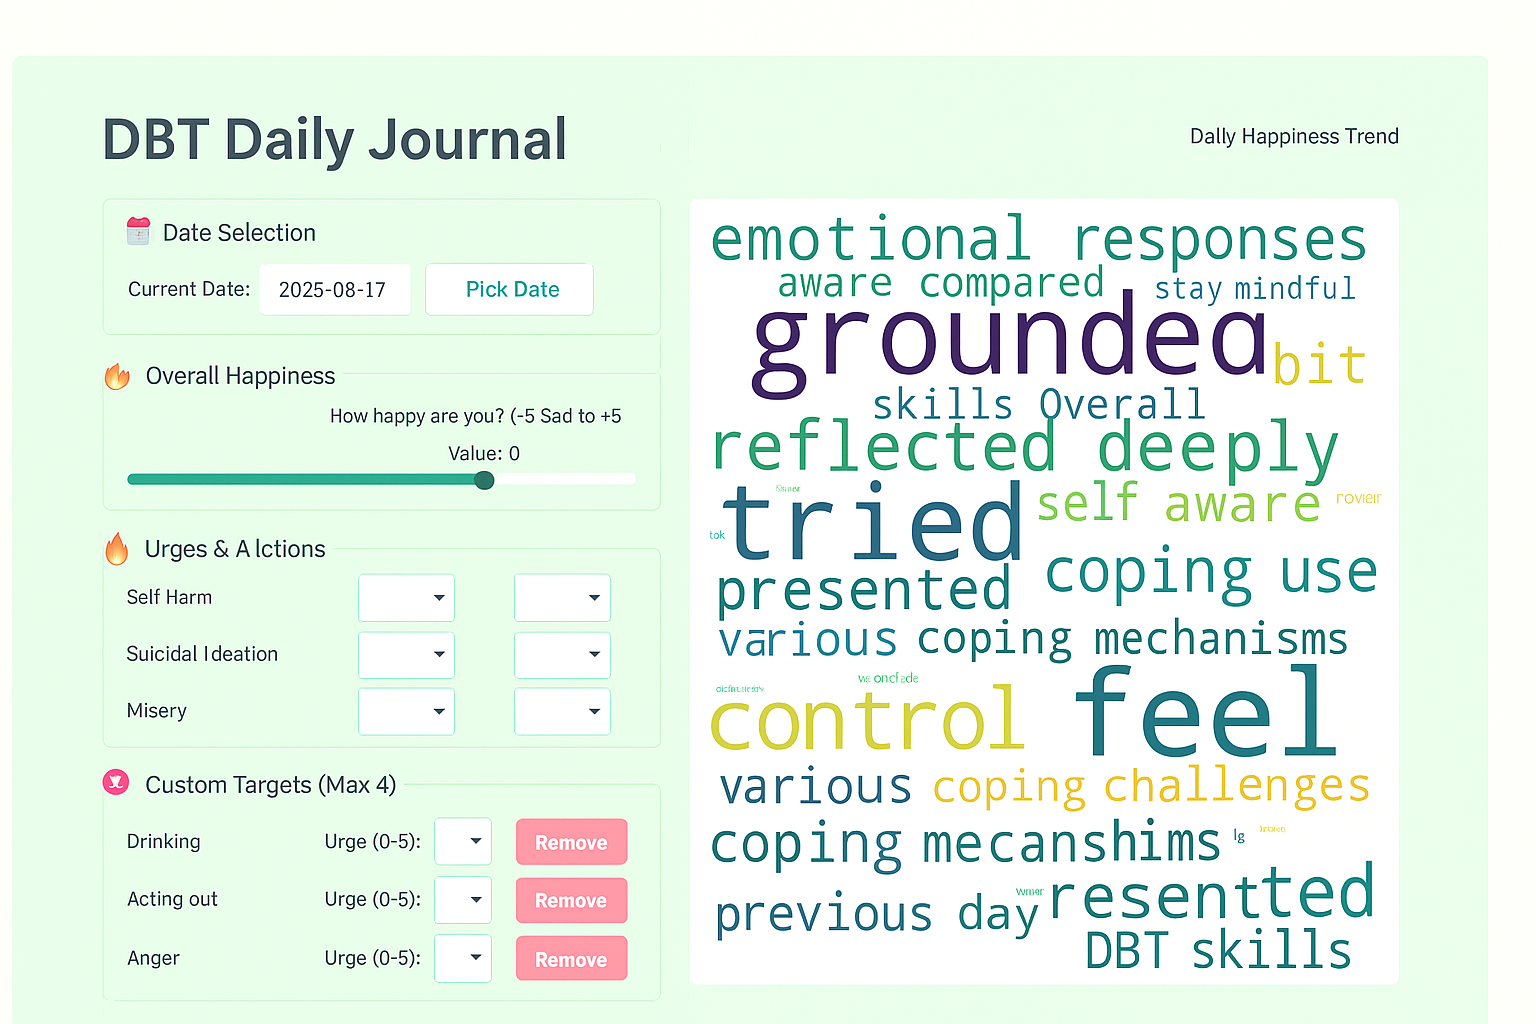 DBT Daily Journal
Dally Happiness Trend
Date Selection
Current Date: 2025-08-17 Pick Date
Overall Happiness
How happy are you? (-5 Sad to +5
Value: 0
Urges & A lctions
Self Harm
Suicidal Ideation
Misery
Custom Targets (Max 4)
Drinking Urge (0-5): Remove
Acting out Urge (0-5): Remove
Anger Urge (0-5): Remove
emotional responses
aware compared
stay mindful
grounded
bit
skills Overall
reflected deeply
tried
self aware
tok
presented
coping use
various coping mechanisms
control
feel
various coping challenges
coping mecanshims
lg
previous day
resentted
DBT skills